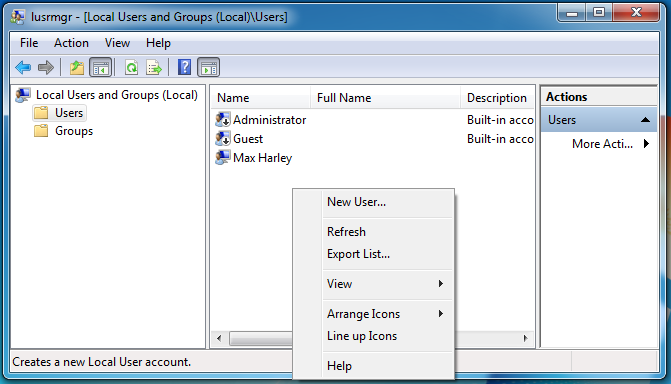 lusrmgr - [Local Users and Groups (Local)\Users]
File Action View Help
Local Users and Groups (Local)
Users
Groups
Name Full Name Description
Administrator Built-in acco
Guest Built-in acco
Max Harley
Actions
Users
More Acti...
New User...
Refresh
Export List...
View
Arrange Icons
Line up Icons
Help
Creates a new Local User account.